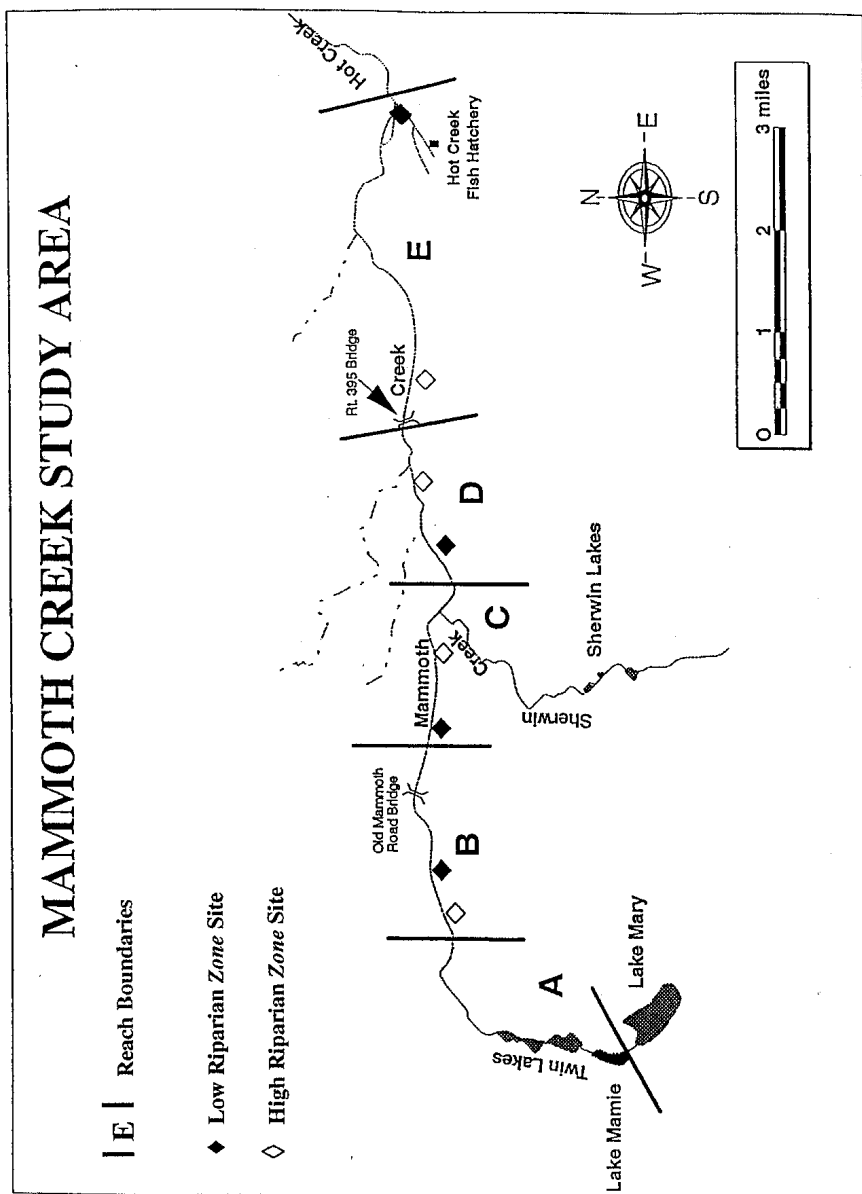 MAMMOTH CREEK STUDY AREA
E Reach Boundaries
Low Riparian Zone Site
High Riparian Zone Site
Hot Creek
Hot Creek
Fish Hatchery
E
Rt. 395 Bridge
Creek
D
C
Mammoth
Creek
Sherwin
Sherwin Lakes
Old Mammoth
Road Bridge
B
A
Twin Lakes
Lake Mary
Lake Mamie
N
W
E
S
0 1 2 3 miles